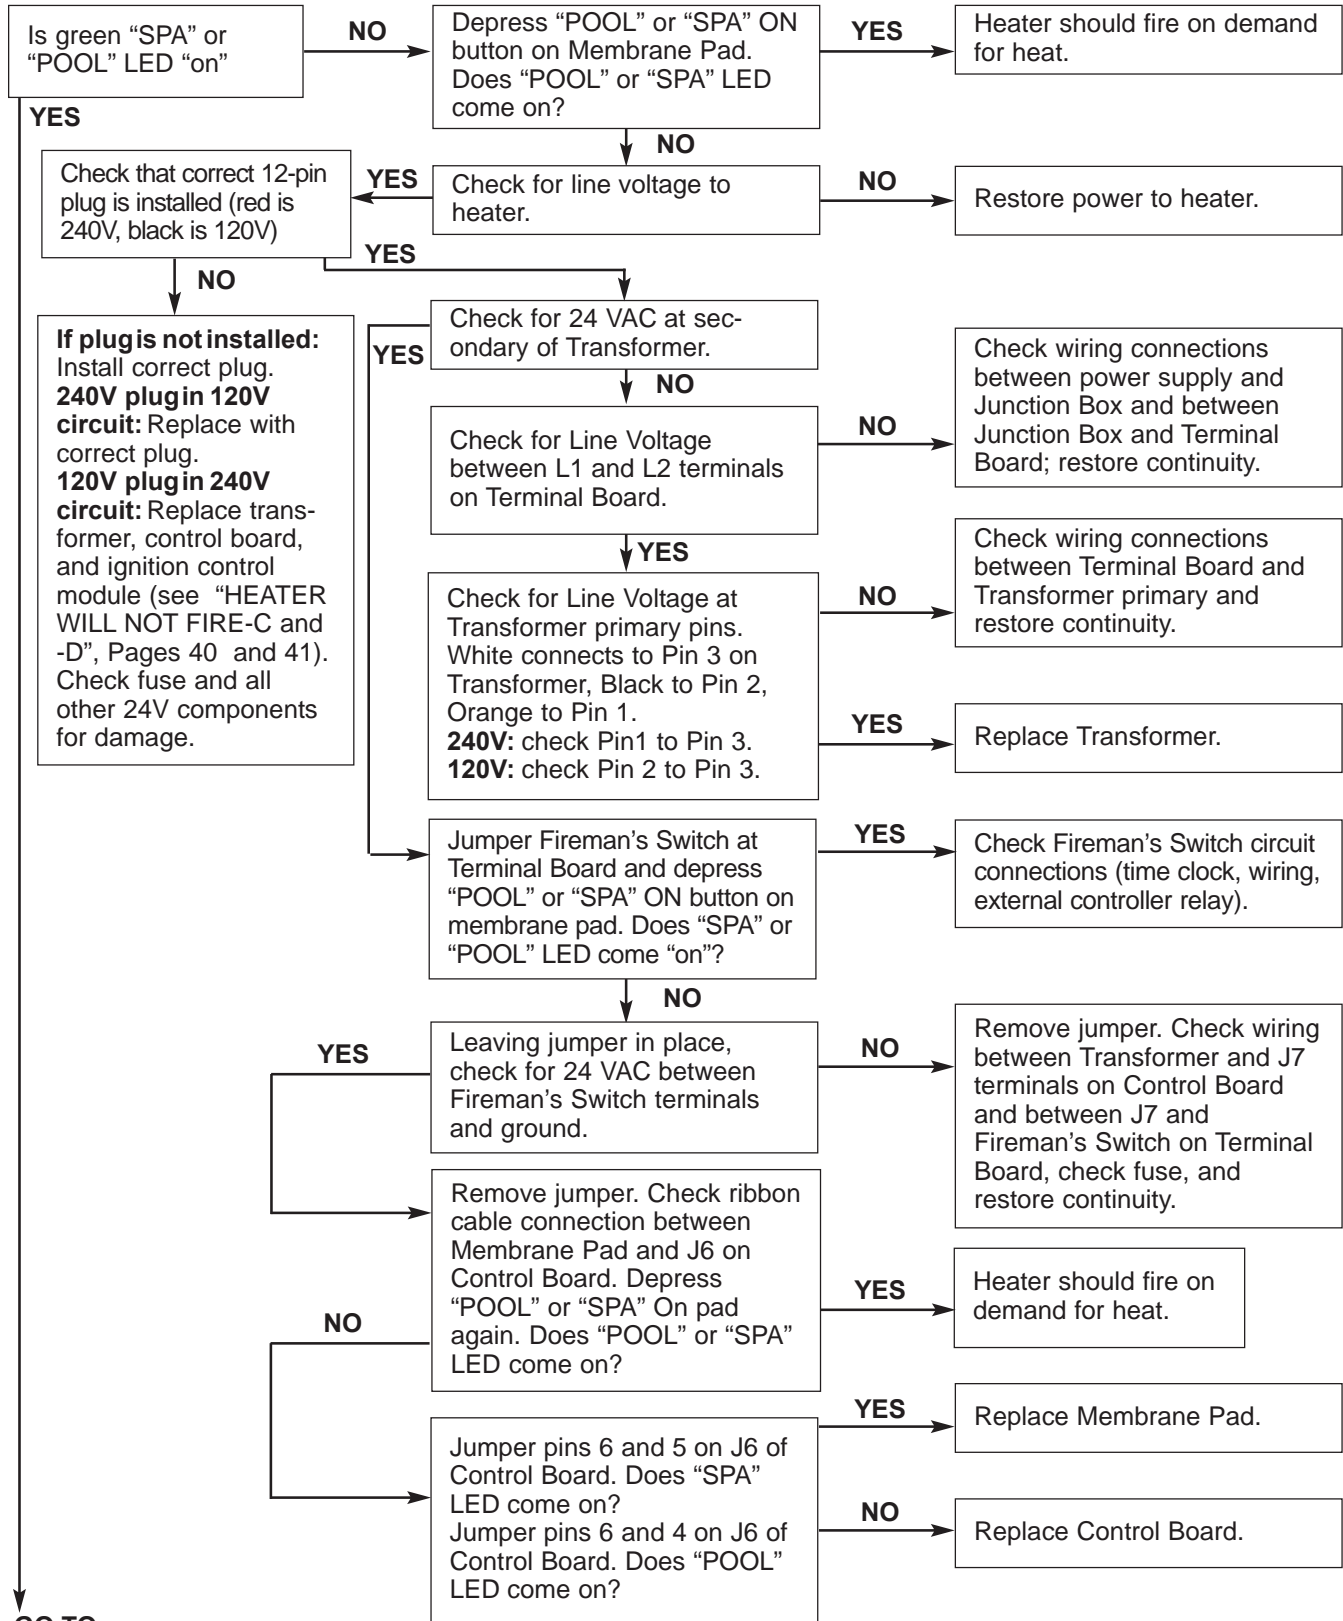 Is green “SPA” or
“POOL” LED “on”
NO
Depress “POOL” or “SPA” ON
button on Membrane Pad.
Does “POOL” or “SPA” LED
come on?
YES
Heater should fire on demand
for heat.
YES
NO
Check that correct 12-pin
plug is installed (red is
240V, black is 120V)
YES
Check for line voltage to
heater.
NO
Restore power to heater.
NO
YES
If plug is not installed:
Install correct plug.
240V plug in 120V
circuit: Replace with
correct plug.
120V plug in 240V
circuit: Replace trans-
former, control board,
and ignition control
module (see “HEATER
WILL NOT FIRE-C and
-D”, Pages 40 and 41).
Check fuse and all
other 24V components
for damage.
YES
Check for 24 VAC at sec-
ondary of Transformer.
NO
Check for Line Voltage
between L1 and L2 terminals
on Terminal Board.
NO
Check wiring connections
between power supply and
Junction Box and between
Junction Box and Terminal
Board; restore continuity.
YES
Check for Line Voltage at
Transformer primary pins.
White connects to Pin 3 on
Transformer, Black to Pin 2,
Orange to Pin 1.
240V: check Pin1 to Pin 3.
120V: check Pin 2 to Pin 3.
NO
Check wiring connections
between Terminal Board and
Transformer primary and
restore continuity.
YES
Replace Transformer.
Jumper Fireman’s Switch at
Terminal Board and depress
“POOL” or “SPA” ON button on
membrane pad. Does “SPA” or
“POOL” LED come “on”?
YES
Check Fireman’s Switch circuit
connections (time clock, wiring,
external controller relay).
NO
YES
Leaving jumper in place,
check for 24 VAC between
Fireman’s Switch terminals
and ground.
NO
Remove jumper. Check wiring
between Transformer and J7
terminals on Control Board
and between J7 and
Fireman’s Switch on Terminal
Board, check fuse, and
restore continuity.
Remove jumper. Check ribbon
cable connection between
Membrane Pad and J6 on
Control Board. Depress
“POOL” or “SPA” On pad
again. Does “POOL” or “SPA”
LED come on?
YES
Heater should fire on
demand for heat.
NO
Jumper pins 6 and 5 on J6 of
Control Board. Does “SPA”
LED come on?
Jumper pins 6 and 4 on J6 of
Control Board. Does “POOL”
LED come on?
YES
Replace Membrane Pad.
NO
Replace Control Board.
GO TO